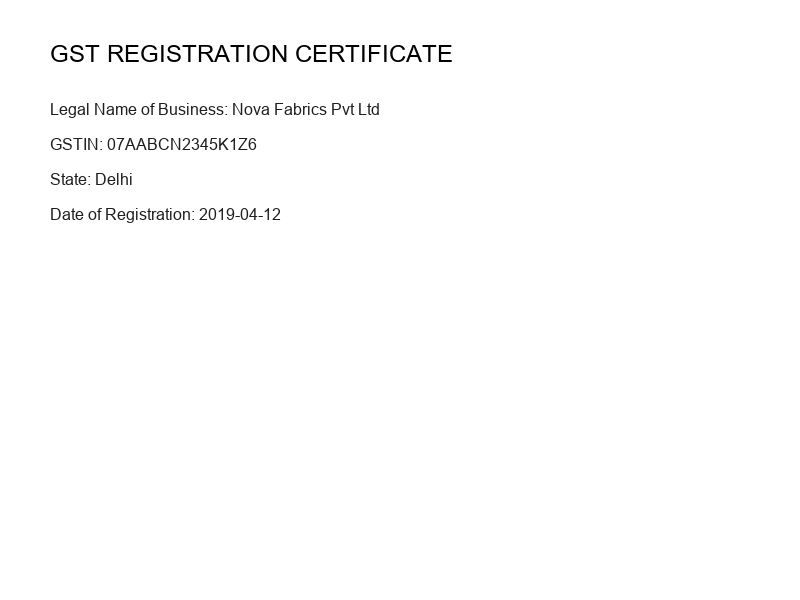 GST REGISTRATION CERTIFICATE
Legal Name of Business: Nova Fabrics Pvt Ltd
GSTIN: 07AABCN2345K1Z6
State: Delhi
Date of Registration: 2019-04-12